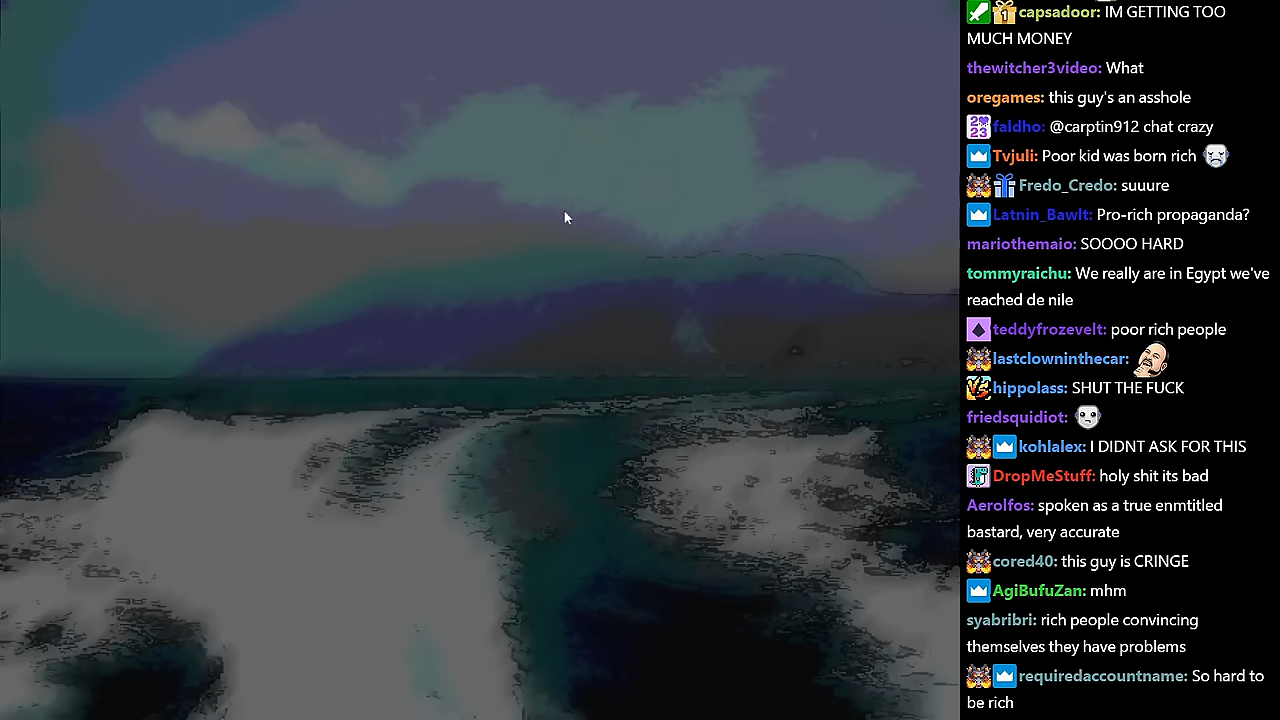 capsadoor: IM GETTING TOO
MUCH MONEY
thewitcher3video: What
oregames: this guy's an asshole
faldho: @carptin912 chat crazy
Tvjuli: Poor kid was born rich
Fredo_Credo: suuure
Latnin_Bawlt: Pro-rich propaganda?
mariothemaio: SOOOO HARD
tommyraichu: We really are in Egypt we've
reached de nile
teddyfrozevelt: poor rich people
lastclowninthecar:
hippolass: SHUT THE FUCK
friedsquidiot:
kohlalex: I DIDNT ASK FOR THIS
DropMeStuff: holy shit its bad
Aerolfos: spoken as a true enmtitled
bastard, very accurate
cored40: this guy is CRINGE
AgiBufuZan: mhm
syabribri: rich people convincing
themselves they have problems
requiredaccountname: So hard to
be rich